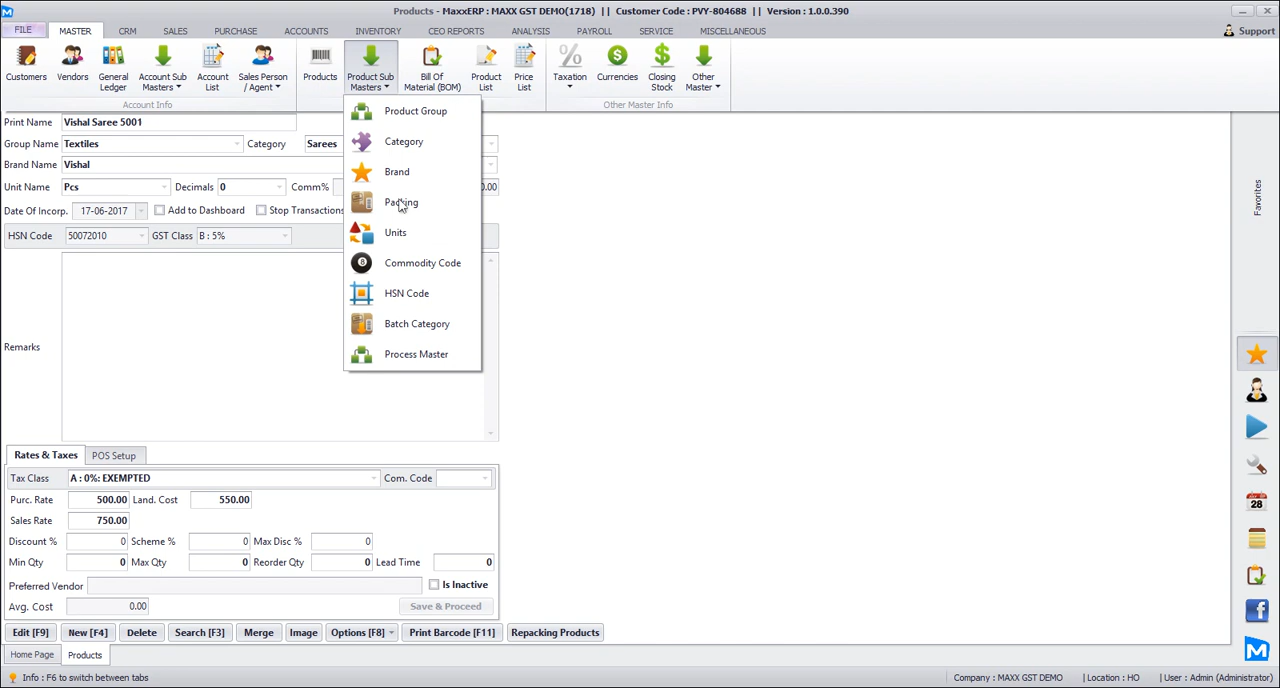 Products - MaxxERP : MAXX GST DEMO(1718) || Customer Code : PVY-804688 || Version : 1.0.0.390
FILE MASTER CRM SALES PURCHASE ACCOUNTS INVENTORY CEO REPORTS ANALYSIS PAYROLL SERVICE MISCELLANEOUS Support
Customers Vendors General Ledger Account Sub Masters Account List Sales Person / Agent Products Product Sub Masters Bill Of Material (BOM) Product List Price List Taxation Currencies Closing Stock Other Master
Account Info Other Master Info
Print Name Vishal Saree 5001
Group Name Textiles Category Sarees
Brand Name Vishal
Unit Name Pcs Decimals 0 Comm% 0.00
Date Of Incorp. 17-06-2017 Add to Dashboard Stop Transactions
HSN Code 50072010 GST Class B : 5%
Remarks
Product Group
Category
Brand
Packing
Units
Commodity Code
HSN Code
Batch Category
Process Master
Favorites
28
Rates & Taxes POS Setup
Tax Class A : 0%: EXEMPTED Com. Code
Purc. Rate 500.00 Land. Cost 550.00
Sales Rate 750.00
Discount % 0 Scheme % 0 Max Disc % 0
Min Qty 0 Max Qty 0 Reorder Qty 0 Lead Time 0
Preferred Vendor Is Inactive
Avg. Cost 0.00 Save & Proceed
Edit [F9] New [F4] Delete Search [F3] Merge Image Options [F8] Print Barcode [F11] Repacking Products
Home Page Products
Info : F6 to switch between tabs Company : MAXX GST DEMO | Location : HO | User : Admin (Administrator)